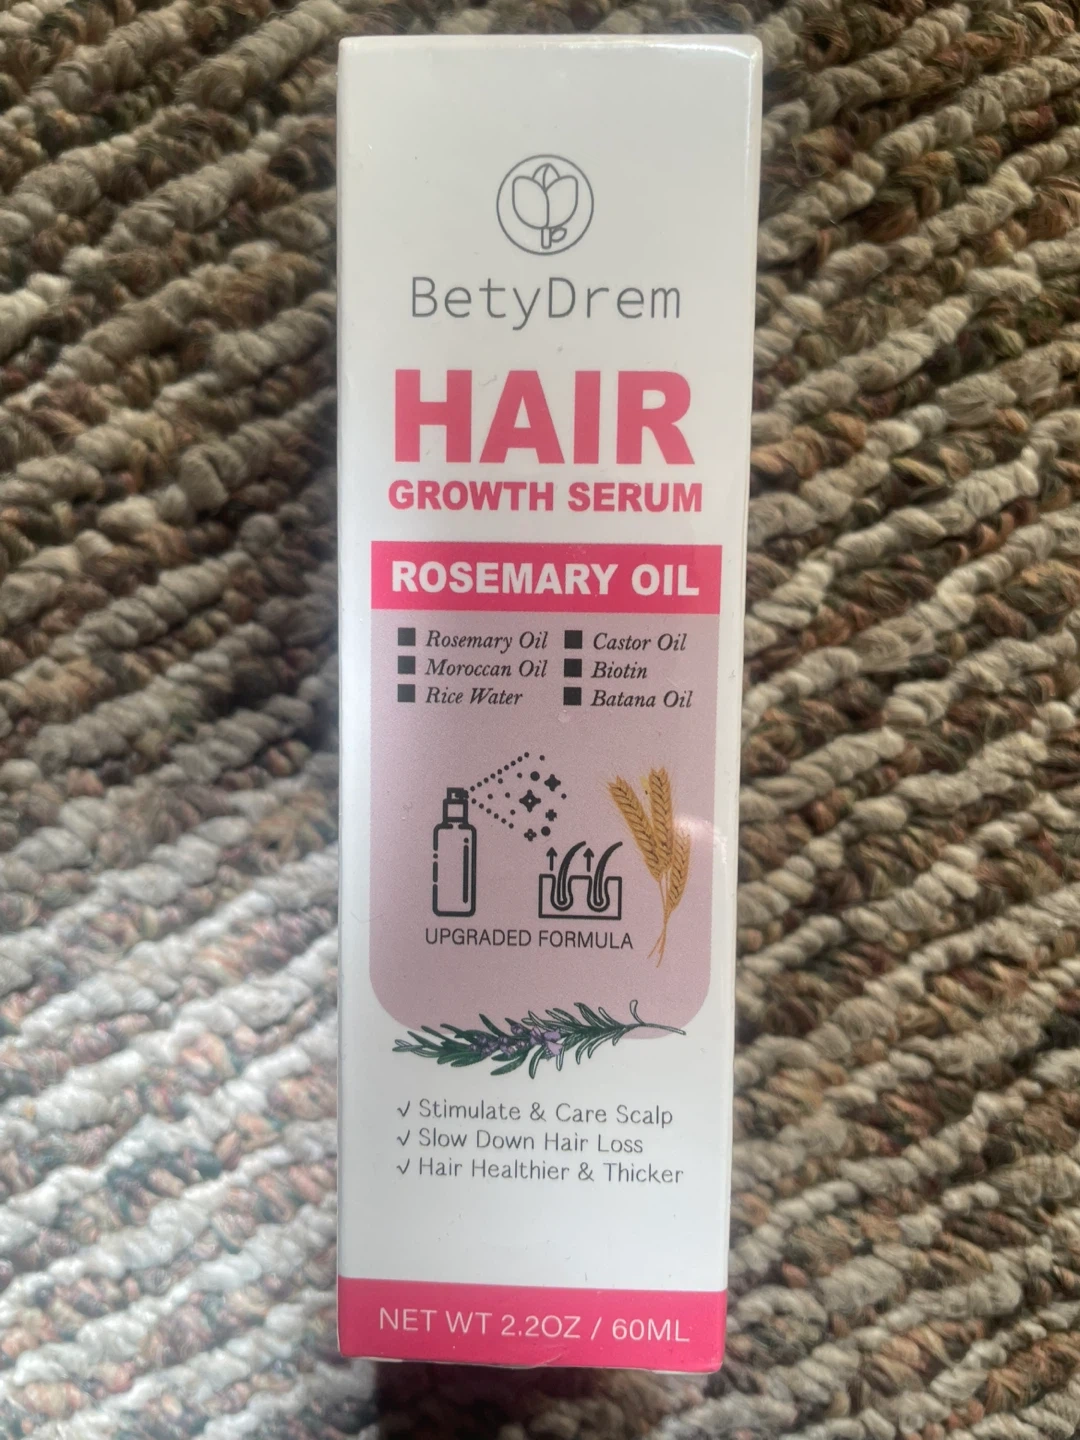 BetyDrem
HAIR
GROWTH SERUM
ROSEMARY OIL
Rosemary Oil
Moroccan Oil
Rice Water
Castor Oil
Biotin
Batana Oil
UPGRADED FORMULA
√ Stimulate & Care Scalp
√ Slow Down Hair Loss
√ Hair Healthier & Thicker
NET WT 2.2OZ / 60ML